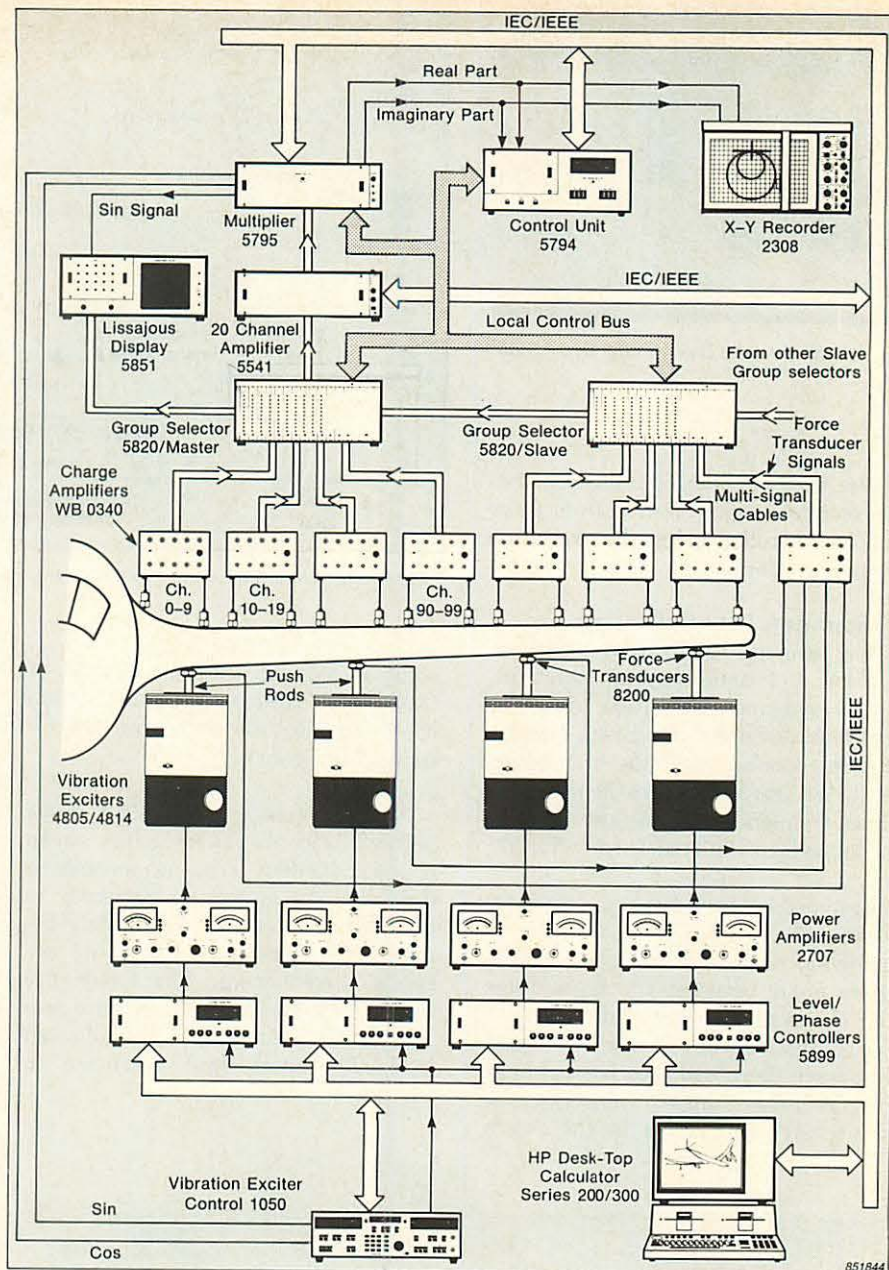 IEC/IEEE
Real Part
Imaginary Part
Sin Signal
Multiplier
5795
Control Unit
5794
X–Y Recorder
2308
IEC/IEEE
Lissajous
Display
5851
20 Channel
Amplifier
5541
Local Control Bus
From other Slave
Group selectors
Group Selector
5820/Master
Group Selector
5820/Slave
Force
Transducer
Signals
Charge
Amplifiers
WB 0340
Multi-signal
Cables
Ch.
0–9
Ch.
10–19
Ch.
90–99
Push
Rods
Force
Transducers
8200
IEC/IEEE
Vibration
Exciters
4805/4814
Power
Amplifiers
2707
Level/
Phase
Controllers
5899
Vibration Exciter
Control 1050
HP Desk-Top
Calculator
Series 200/300
Sin
Cos
851844